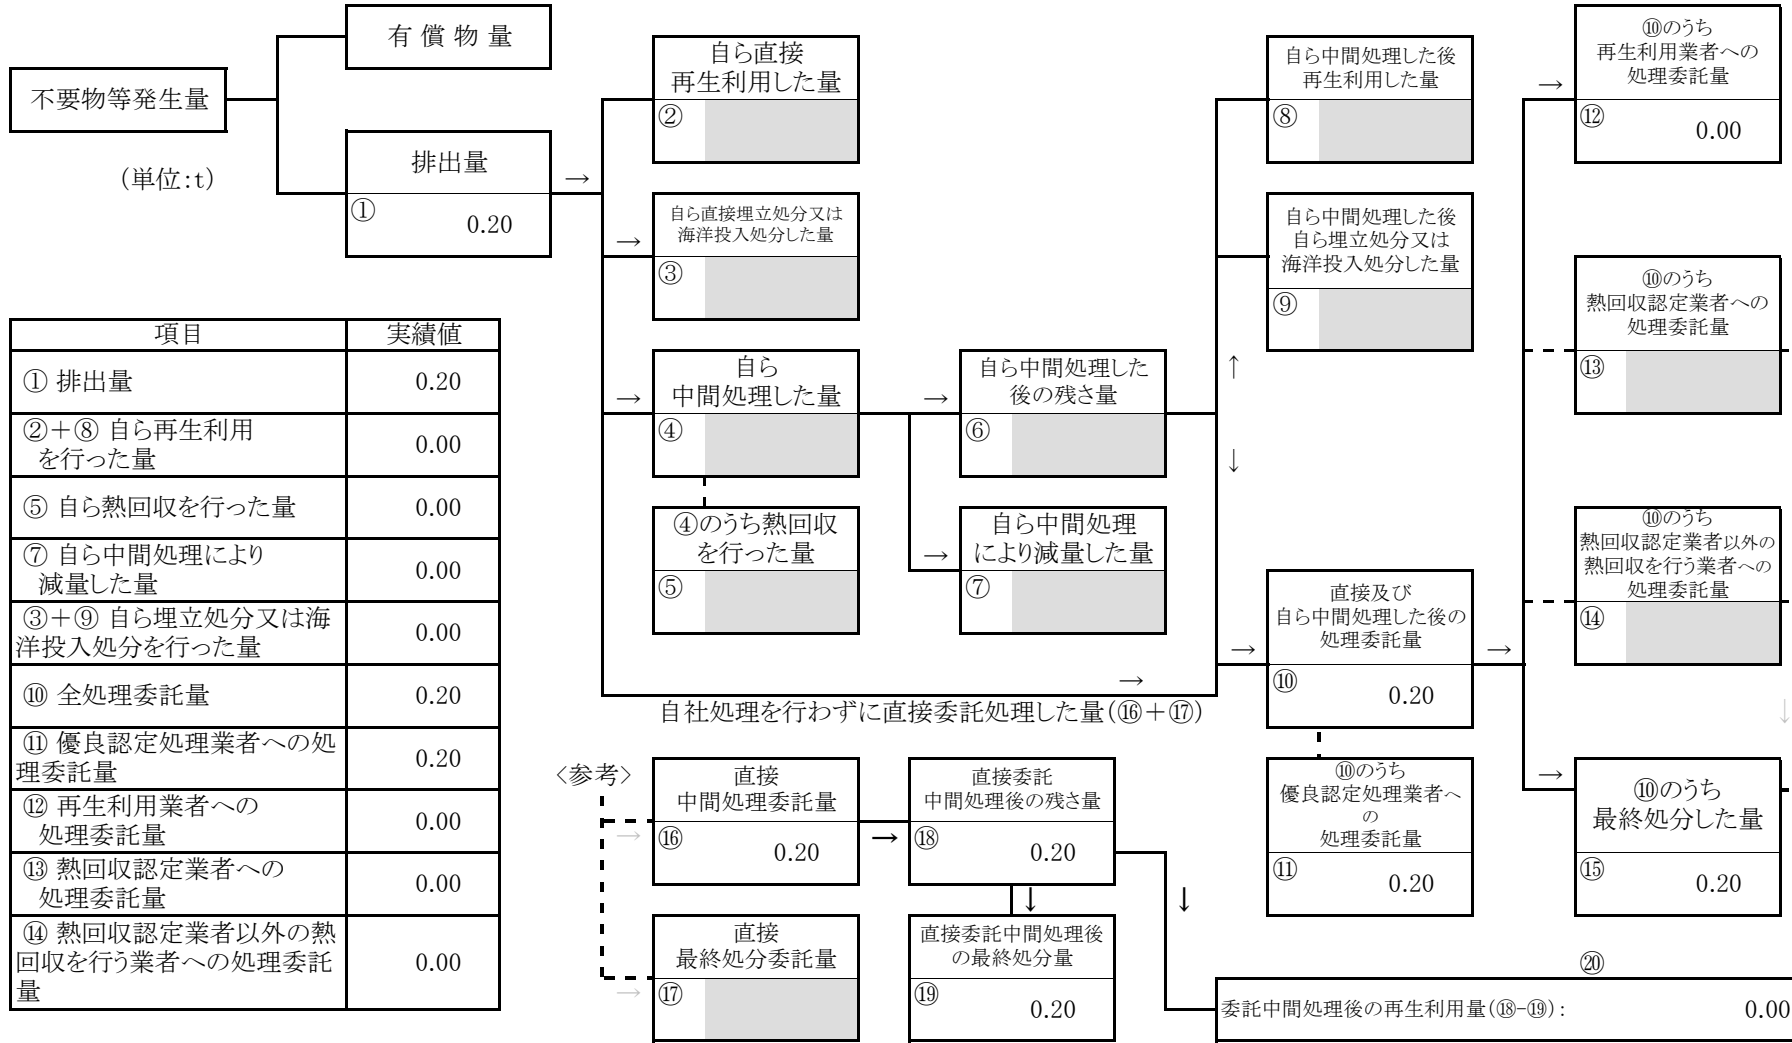 有 償 物 量
不要物等発生量
(単位:t)
排出量
①
0.20
→
自ら直接
再生利用した量
②
自ら直接埋立処分又は
海洋投入処分した量
→
③
自ら
中間処理した量
→
④
④のうち熱回収
を行った量
⑤
自ら中間処理した
後の残さ量
→
⑥
自ら中間処理
により減量した量
→
⑦
自ら中間処理した後
再生利用した量
⑧
自ら中間処理した後
自ら埋立処分又は
海洋投入処分した量
⑨
↑
↓
直接及び
自ら中間処理した後の
処理委託量
→
⑩
0.20
→
⑩のうち
優良認定処理業者へ
の
処理委託量
⑪
0.20
⑩のうち
再生利用業者への
処理委託量
→
⑫
0.00
⑩のうち
熱回収認定業者への
処理委託量
⑬
⑩のうち
熱回収認定業者以外の
熱回収を行う業者への
処理委託量
⑭
↓
⑩のうち
最終処分した量
→
⑮
0.20
→
自社処理を行わずに直接委託処理した量(⑯+⑰)
<参考>
直接
中間処理委託量
→
⑯
0.20
→
直接委託
中間処理後の残さ量
⑱
0.20
↓
↓
直接
最終処分委託量
→
⑰
直接委託中間処理後
の最終処分量
⑲
0.20
⑳
委託中間処理後の再生利用量(⑱-⑲):
0.00
項目 実績値
① 排出量 0.20
②+⑧ 自ら再生利用
を行った量 0.00
⑤ 自ら熱回収を行った量 0.00
⑦ 自ら中間処理により
減量した量 0.00
③+⑨ 自ら埋立処分又は海
洋投入処分を行った量 0.00
⑩ 全処理委託量 0.20
⑪ 優良認定処理業者への処
理委託量 0.20
⑫ 再生利用業者への
処理委託量 0.00
⑬ 熱回収認定業者への
処理委託量 0.00
⑭ 熱回収認定業者以外の熱
回収を行う業者への処理委託
量 0.00